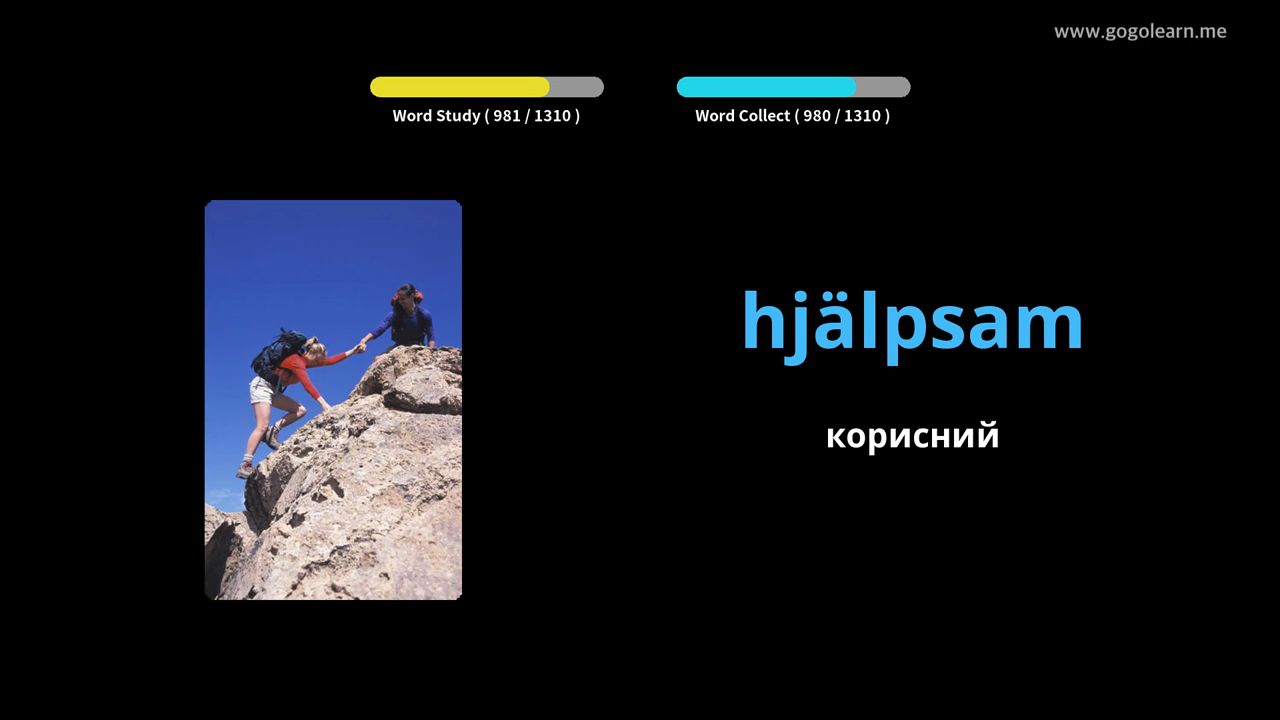 www.gogolearn.me
Word Study ( 981 / 1310 )
Word Collect ( 980 / 1310 )
hjälpsam
корисний